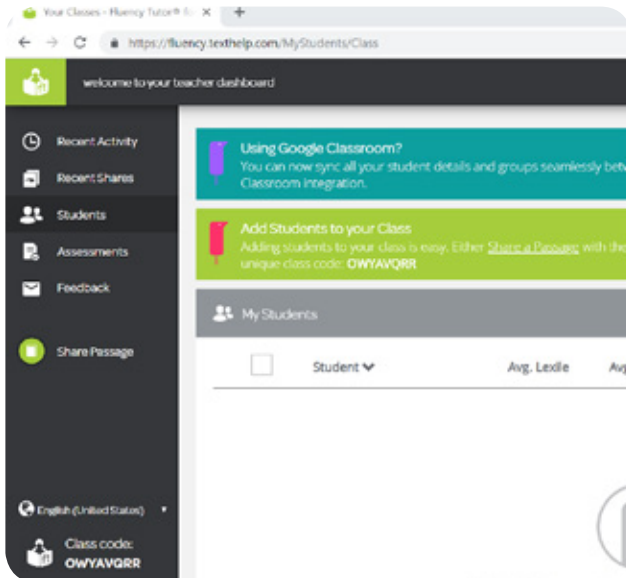 Your Classes - Fluency Tutor® fo
https://fluency.texthelp.com/MyStudents/Class
welcome to your teacher dashboard
Recent Activity
Recent Shares
Students
Assessments
Feedback
Share Passage
English (United States)
Class code:
OWYAVQRR
Using Google Classroom?
You can now sync all your student details and groups seamlessly betw
Classroom integration.
Add Students to your Class
Adding students to your class is easy. Either Share a Passage with the
unique class code: OWYAVQRR
My Students
Student Avg. Lexile Avg